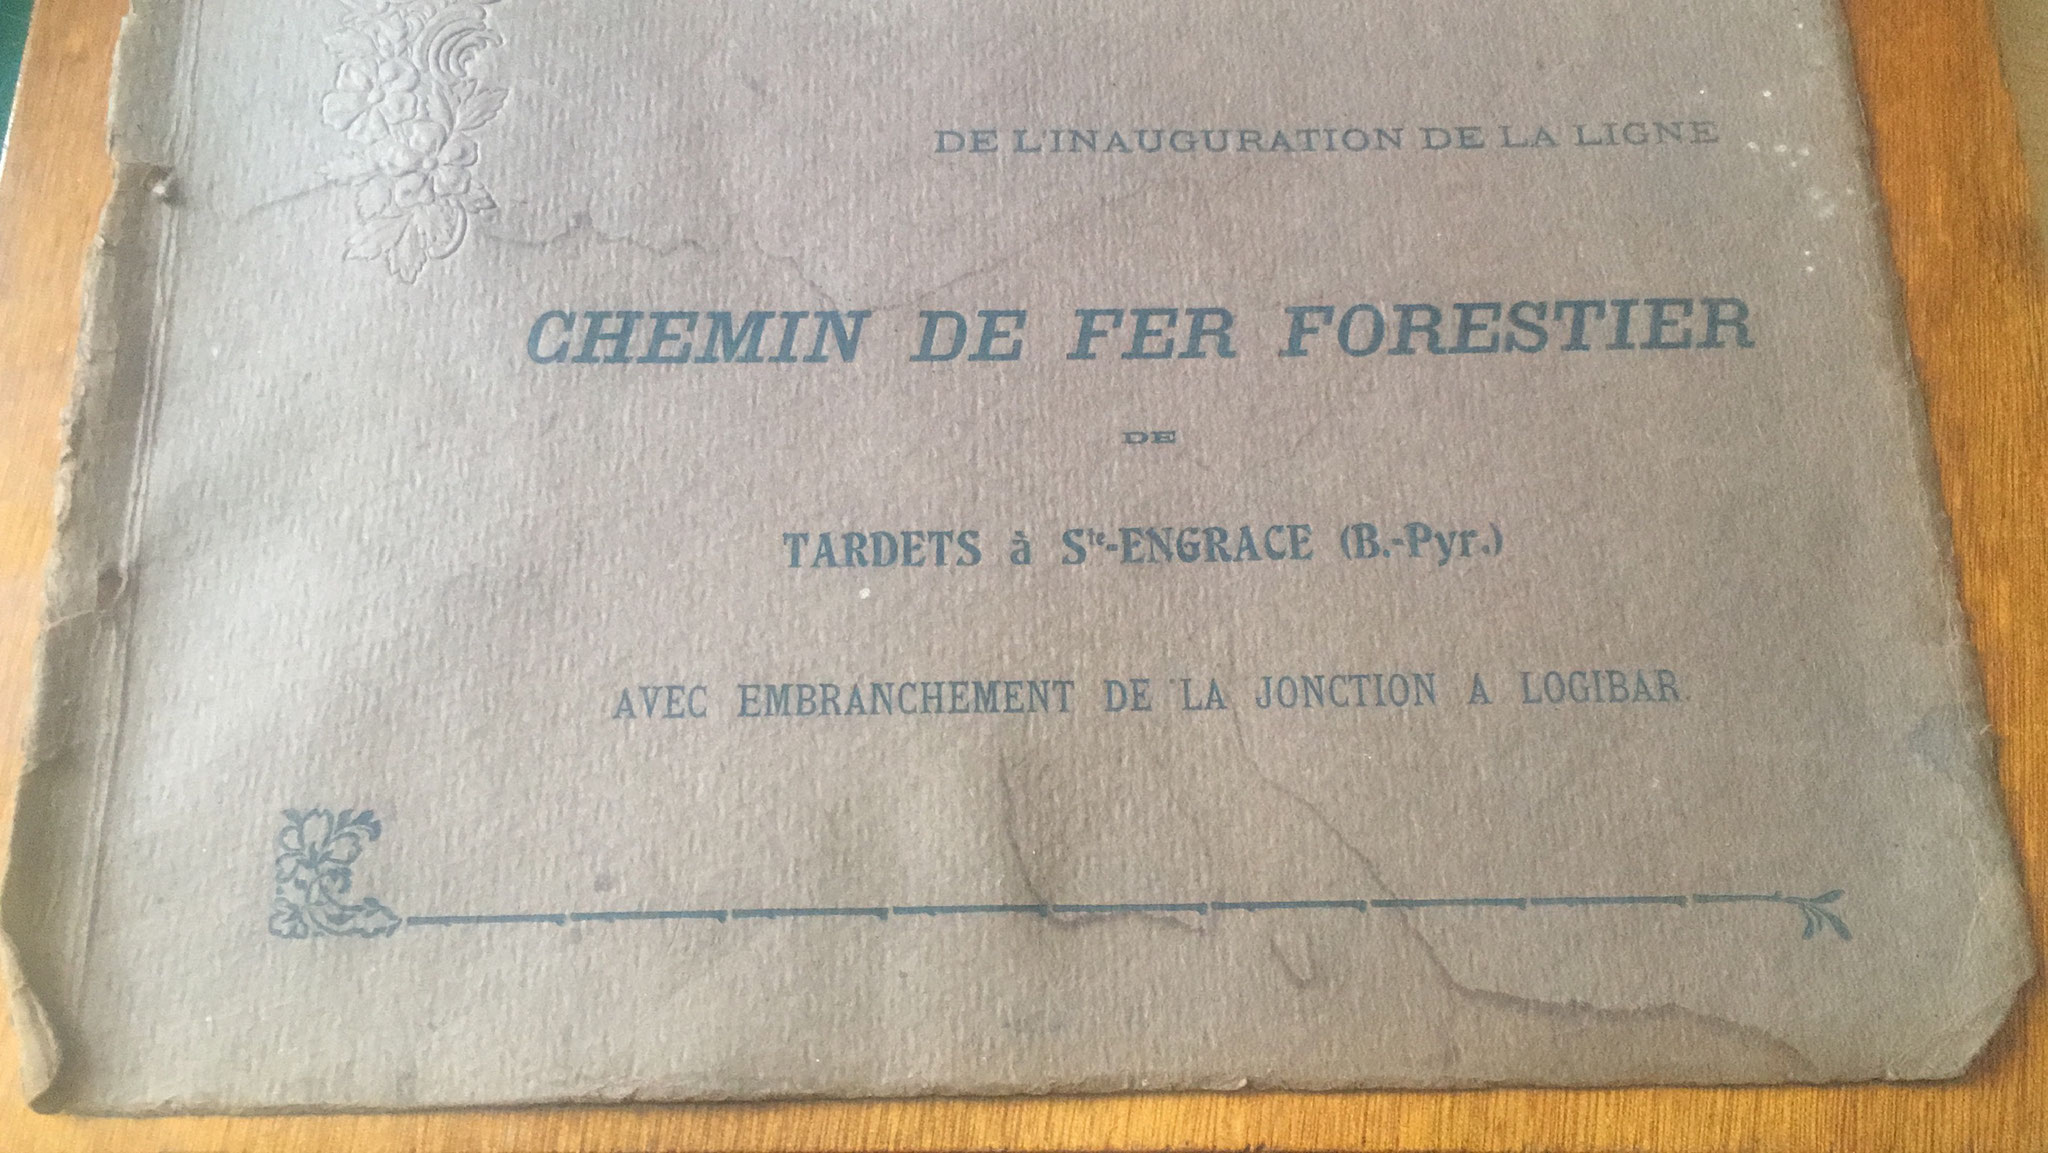 DE L'INAUGURATION DE LA LIGNE
CHEMIN DE FER FORESTIER
DE
TARDETS à Ste-ENGRACE (B.-Pyr.)
AVEC EMBRANCHEMENT DE LA JONCTION A LOGIBAR.